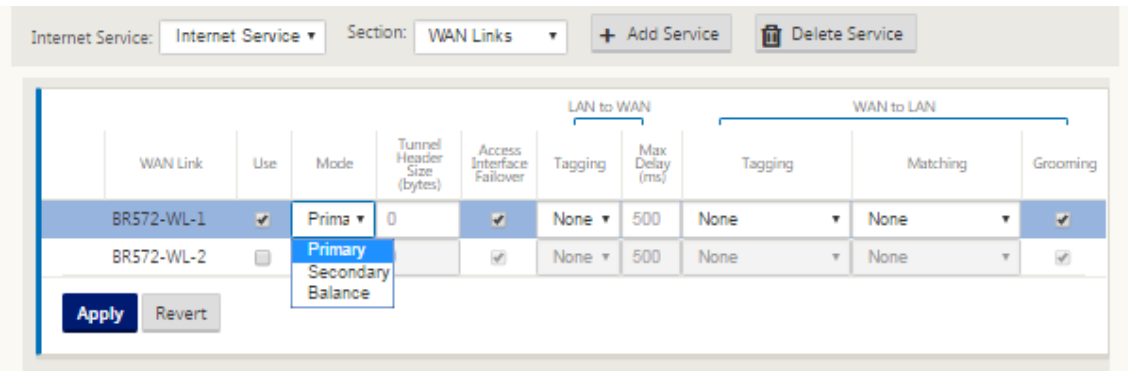 Internet Service: Internet Service Section: WAN Links + Add Service Delete Service
LAN to WAN WAN to LAN
WAN Link Use Mode Tunnel Header Size (bytes) Access Interface Failover Tagging Max Delay (ms) Tagging Matching Grooming
BR572-WL-1 Prima 0 None 500 None None
BR572-WL-2 None 500 None None
Primary
Secondary
Balance
Apply Revert